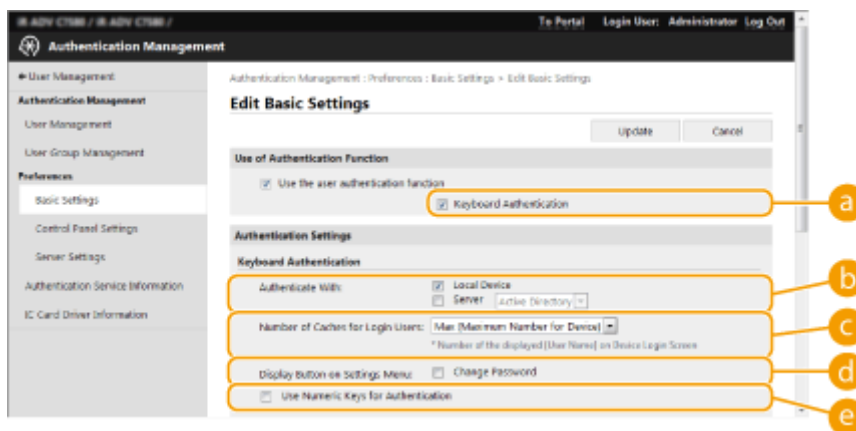 To Portal Login User: Administrator Log Out
Authentication Management
User Management
Authentication Management
User Management
User Group Management
Preferences
Basic Settings
Control Panel Settings
Server Settings
Authentication Service Information
IC Card Driver Information
Authentication Management : Preferences : Basic Settings > Edit Basic Settings
Edit Basic Settings
Update Cancel
Use of Authentication Function
Use the user authentication function
Keyboard Authentication
a
Authentication Settings
Keyboard Authentication
Authenticate With: Local Device
Server Active Directory
b
Number of Caches for Login Users: Max (Maximum Number for Device)
* Number of the displayed [User Name] on Device Login Screen
c
Display Button on Settings Menu: Change Password
d
Use Numeric Keys for Authentication
e